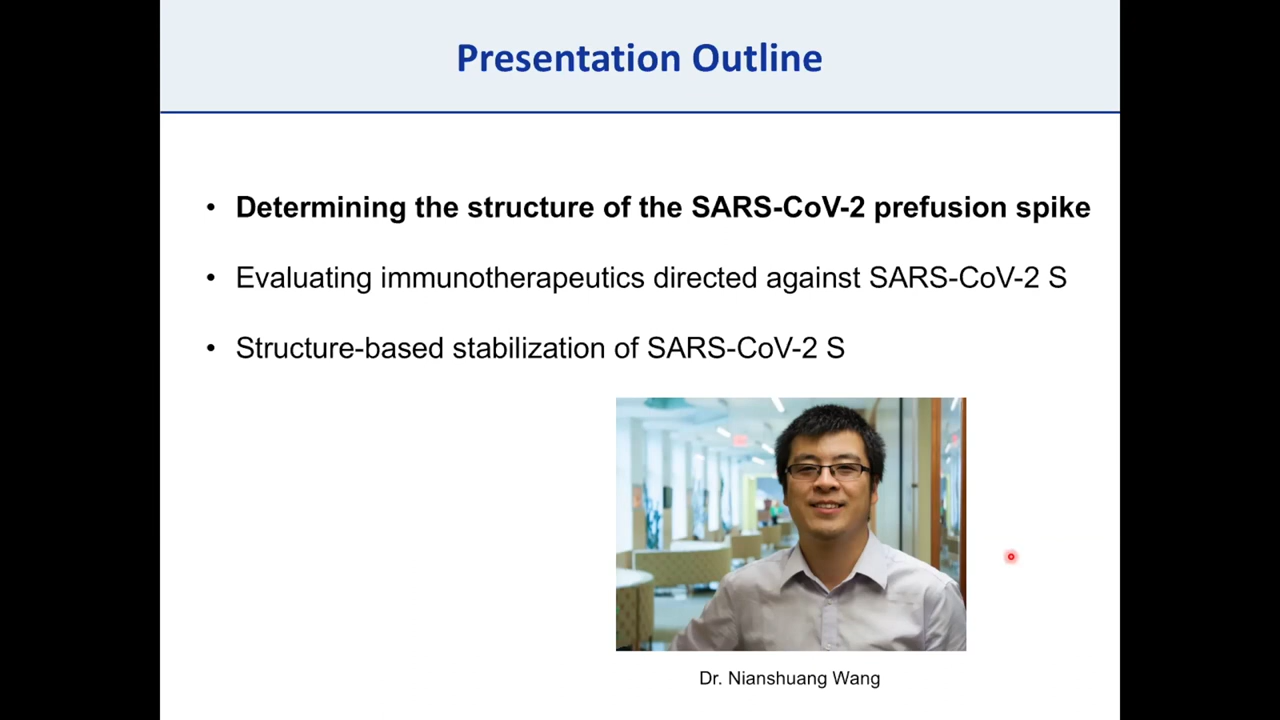 Presentation Outline
• Determining the structure of the SARS-CoV-2 prefusion spike
• Evaluating immunotherapeutics directed against SARS-CoV-2 S
• Structure-based stabilization of SARS-CoV-2 S
Dr. Nianshuang Wang